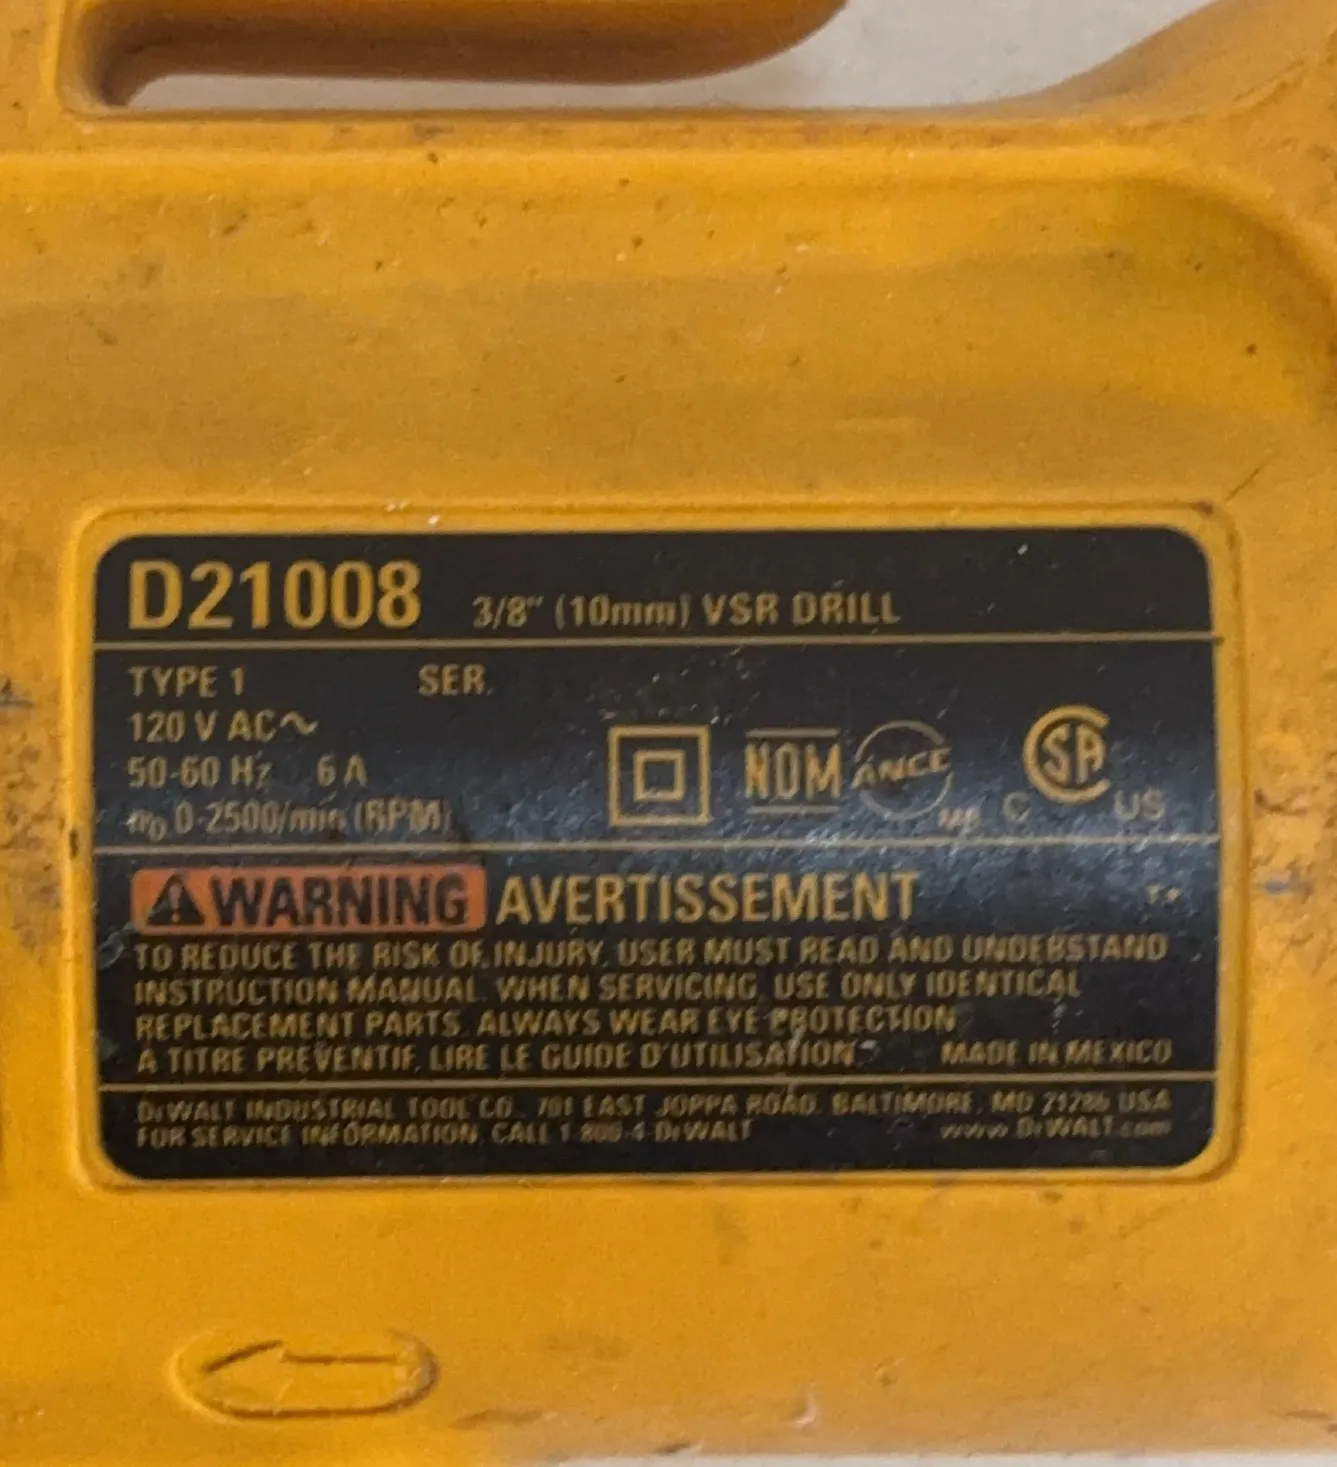 D21008 3/8" (10mm) VSR DRILL
TYPE 1 SER.
120 V AC~
50-60 Hz 6 A
n₀ 0-2500/min (RPM)
NOM ANCE SA
C US
WARNING AVERTISSEMENT
TO REDUCE THE RISK OF INJURY, USER MUST READ AND UNDERSTAND
INSTRUCTION MANUAL. WHEN SERVICING, USE ONLY IDENTICAL
REPLACEMENT PARTS. ALWAYS WEAR EYE PROTECTION.
A TITRE PREVENTIF, LIRE LE GUIDE D'UTILISATION. MADE IN MEXICO
DEWALT INDUSTRIAL TOOL CO., 701 EAST JOPPA ROAD, BALTIMORE, MD 21286 USA
FOR SERVICE INFORMATION, CALL 1-800-4-DEWALT www.DEWALT.com